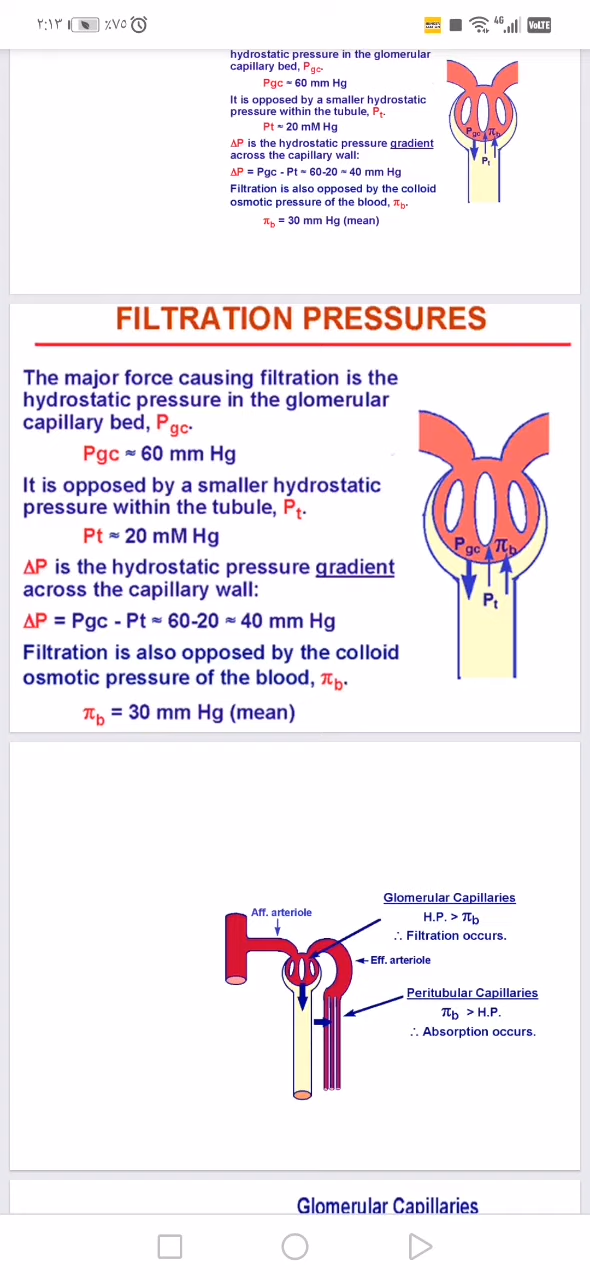 ٢:١٣ ٪٧٥
4G VoLTE
hydrostatic pressure in the glomerular
capillary bed, Pgc.
Pgc ≈ 60 mm Hg
It is opposed by a smaller hydrostatic
pressure within the tubule, Pt.
Pt ≈ 20 mM Hg
ΔP is the hydrostatic pressure gradient
across the capillary wall:
ΔP = Pgc - Pt ≈ 60-20 ≈ 40 mm Hg
Filtration is also opposed by the colloid
osmotic pressure of the blood, πb.
πb = 30 mm Hg (mean)
Pgc πb
Pt
FILTRATION PRESSURES
The major force causing filtration is the
hydrostatic pressure in the glomerular
capillary bed, Pgc.
Pgc ≈ 60 mm Hg
It is opposed by a smaller hydrostatic
pressure within the tubule, Pt.
Pt ≈ 20 mM Hg
ΔP is the hydrostatic pressure gradient
across the capillary wall:
ΔP = Pgc - Pt ≈ 60-20 ≈ 40 mm Hg
Filtration is also opposed by the colloid
osmotic pressure of the blood, πb.
πb = 30 mm Hg (mean)
Pgc πb
Pt
Aff. arteriole
Glomerular Capillaries
H.P. > πb
∴ Filtration occurs.
Eff. arteriole
Peritubular Capillaries
πb > H.P.
∴ Absorption occurs.
Glomerular Capillaries